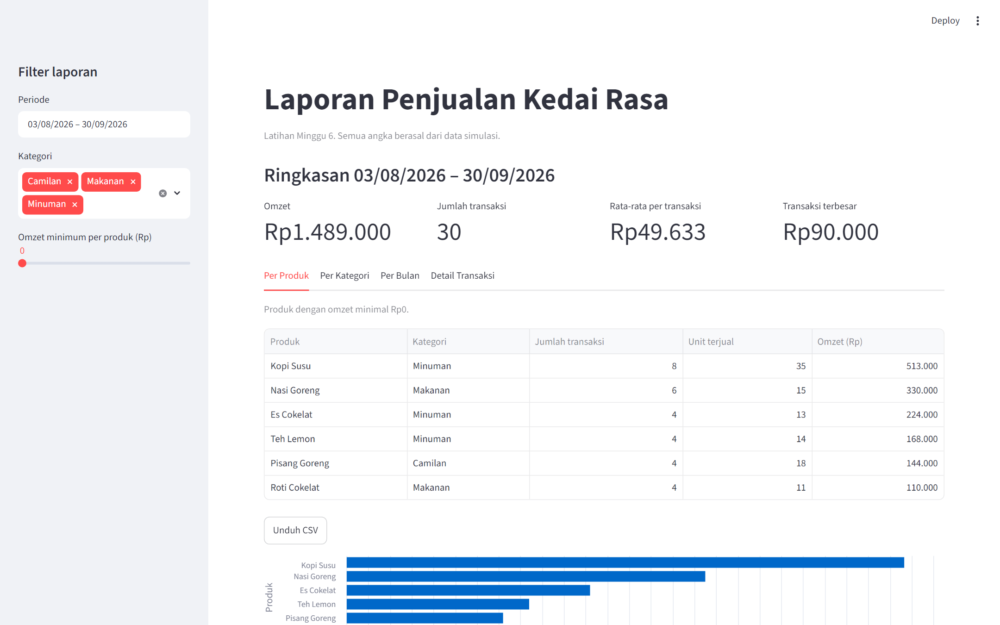 Deploy
Filter laporan
Periode
03/08/2026 – 30/09/2026
Kategori
Camilan
Makanan
Minuman
Omzet minimum per produk (Rp)
0
Laporan Penjualan Kedai Rasa
Latihan Minggu 6. Semua angka berasal dari data simulasi.
Ringkasan 03/08/2026 – 30/09/2026
Omzet Jumlah transaksi Rata-rata per transaksi Transaksi terbesar
Rp1.489.000 30 Rp49.633 Rp90.000
Per Produk Per Kategori Per Bulan Detail Transaksi
Produk dengan omzet minimal Rp0.
Produk Kategori Jumlah transaksi Unit terjual Omzet (Rp)
Kopi Susu Minuman 8 35 513.000
Nasi Goreng Makanan 6 15 330.000
Es Cokelat Minuman 4 13 224.000
Teh Lemon Minuman 4 14 168.000
Pisang Goreng Camilan 4 18 144.000
Roti Cokelat Makanan 4 11 110.000
Unduh CSV
Produk
Kopi Susu
Nasi Goreng
Es Cokelat
Teh Lemon
Pisang Goreng